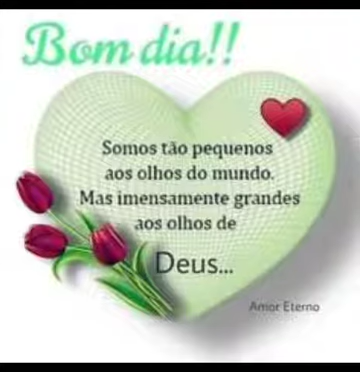 Bom dia!!
Somos tão pequenos
aos olhos do mundo.
Mas imensamente grandes
aos olhos de
Deus...
Amor Eterno